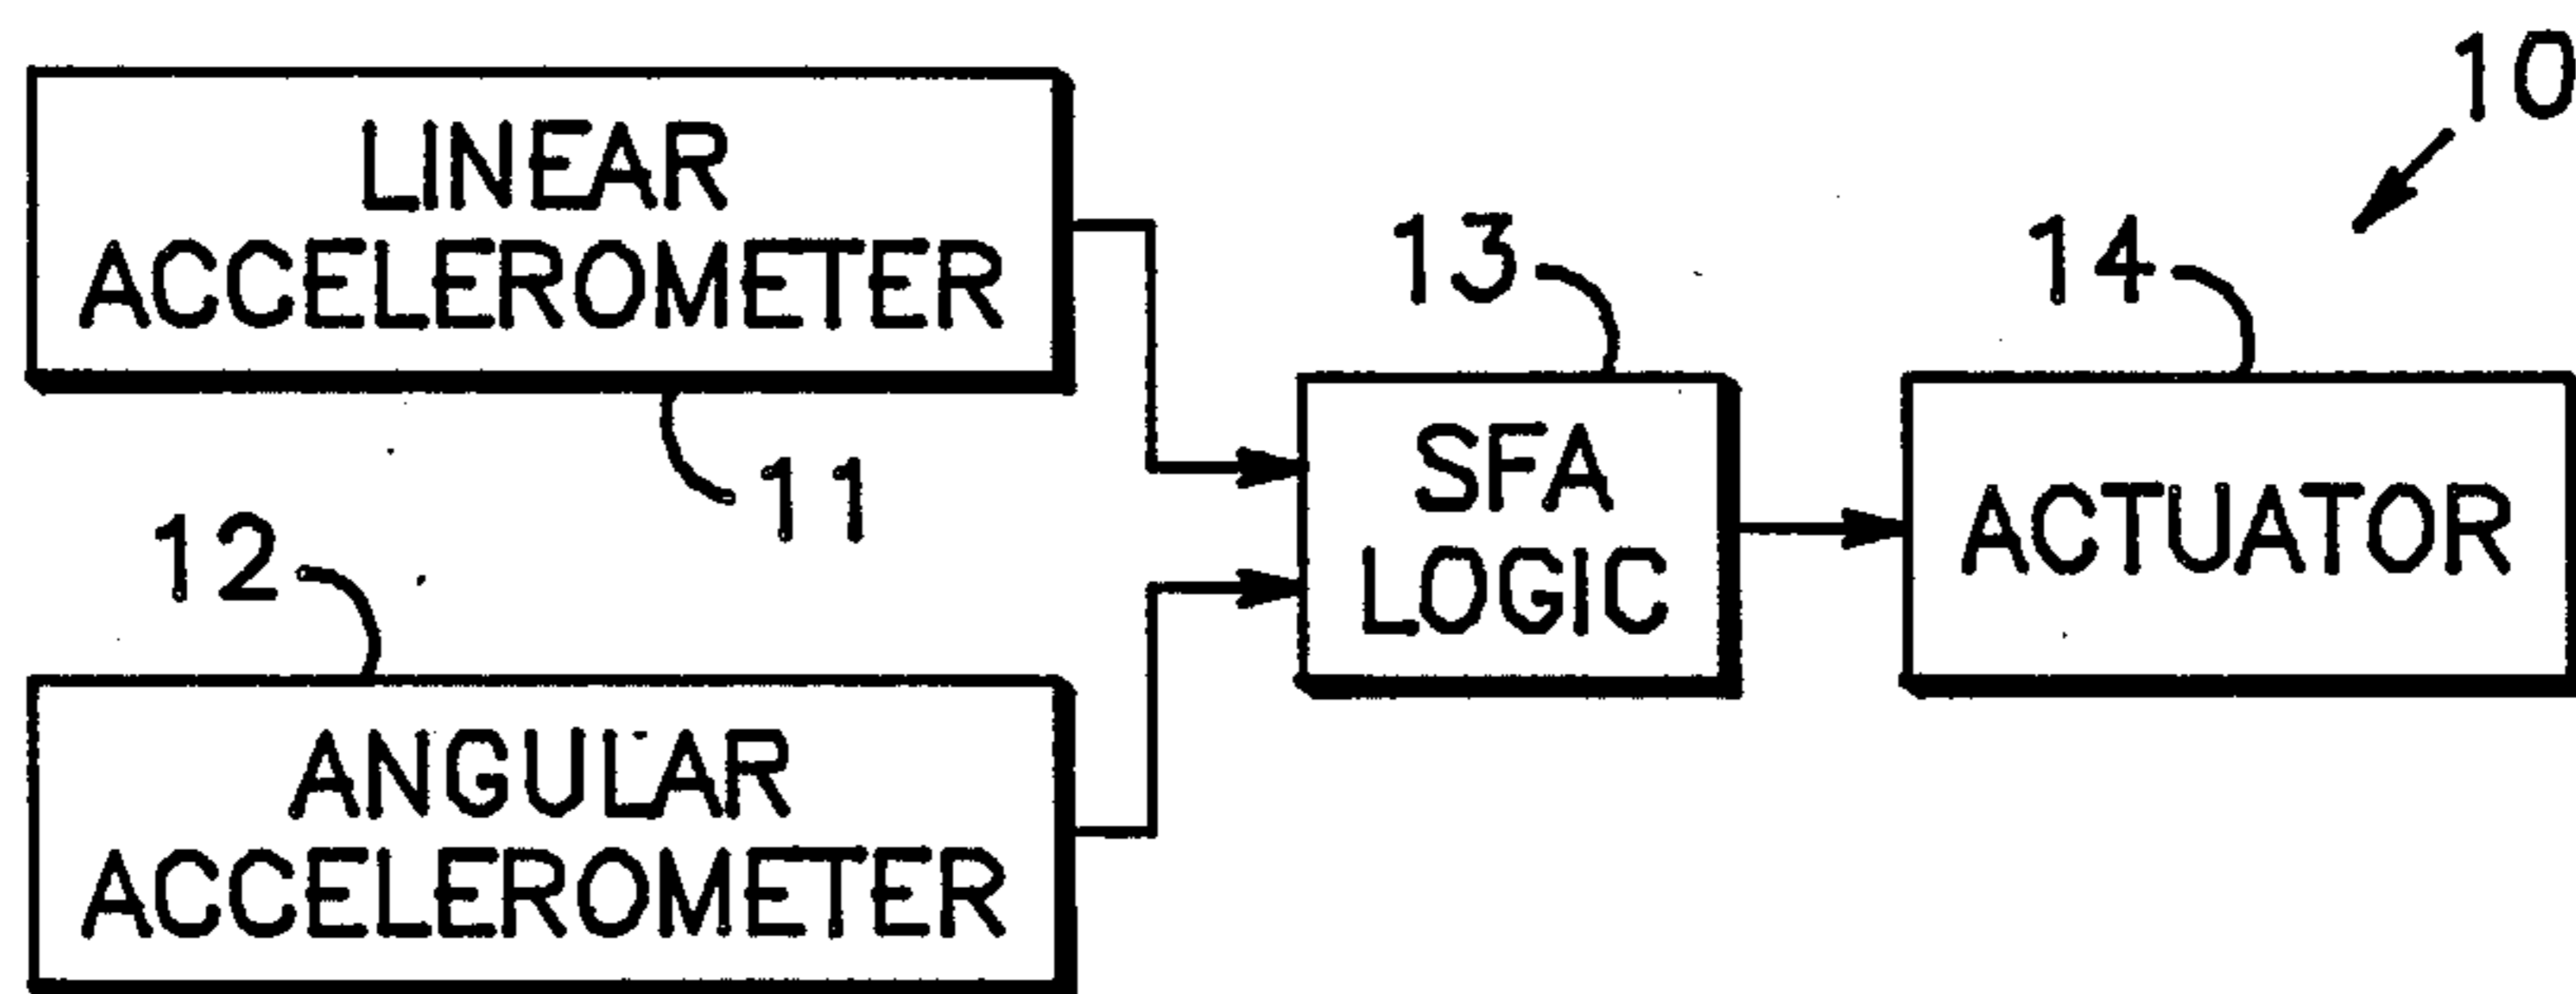 10
LINEAR
ACCELEROMETER
11
13
SFA
LOGIC
14
ACTUATOR
12
ANGULAR
ACCELEROMETER